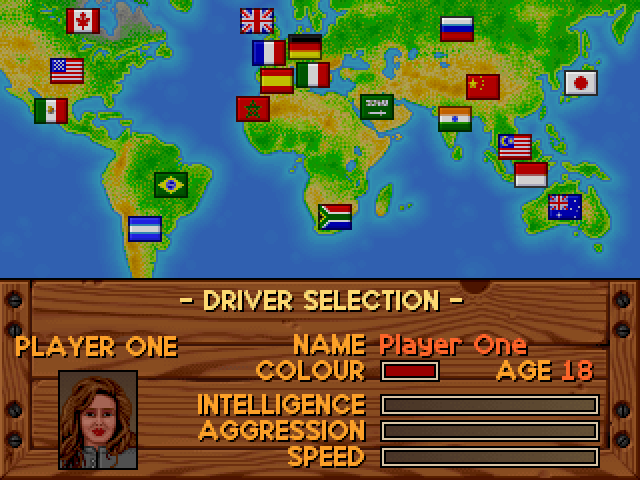 - DRIVER SELECTION -
PLAYER ONE
NAME Player One
COLOUR
AGE 18
INTELLIGENCE
AGGRESSION
SPEED